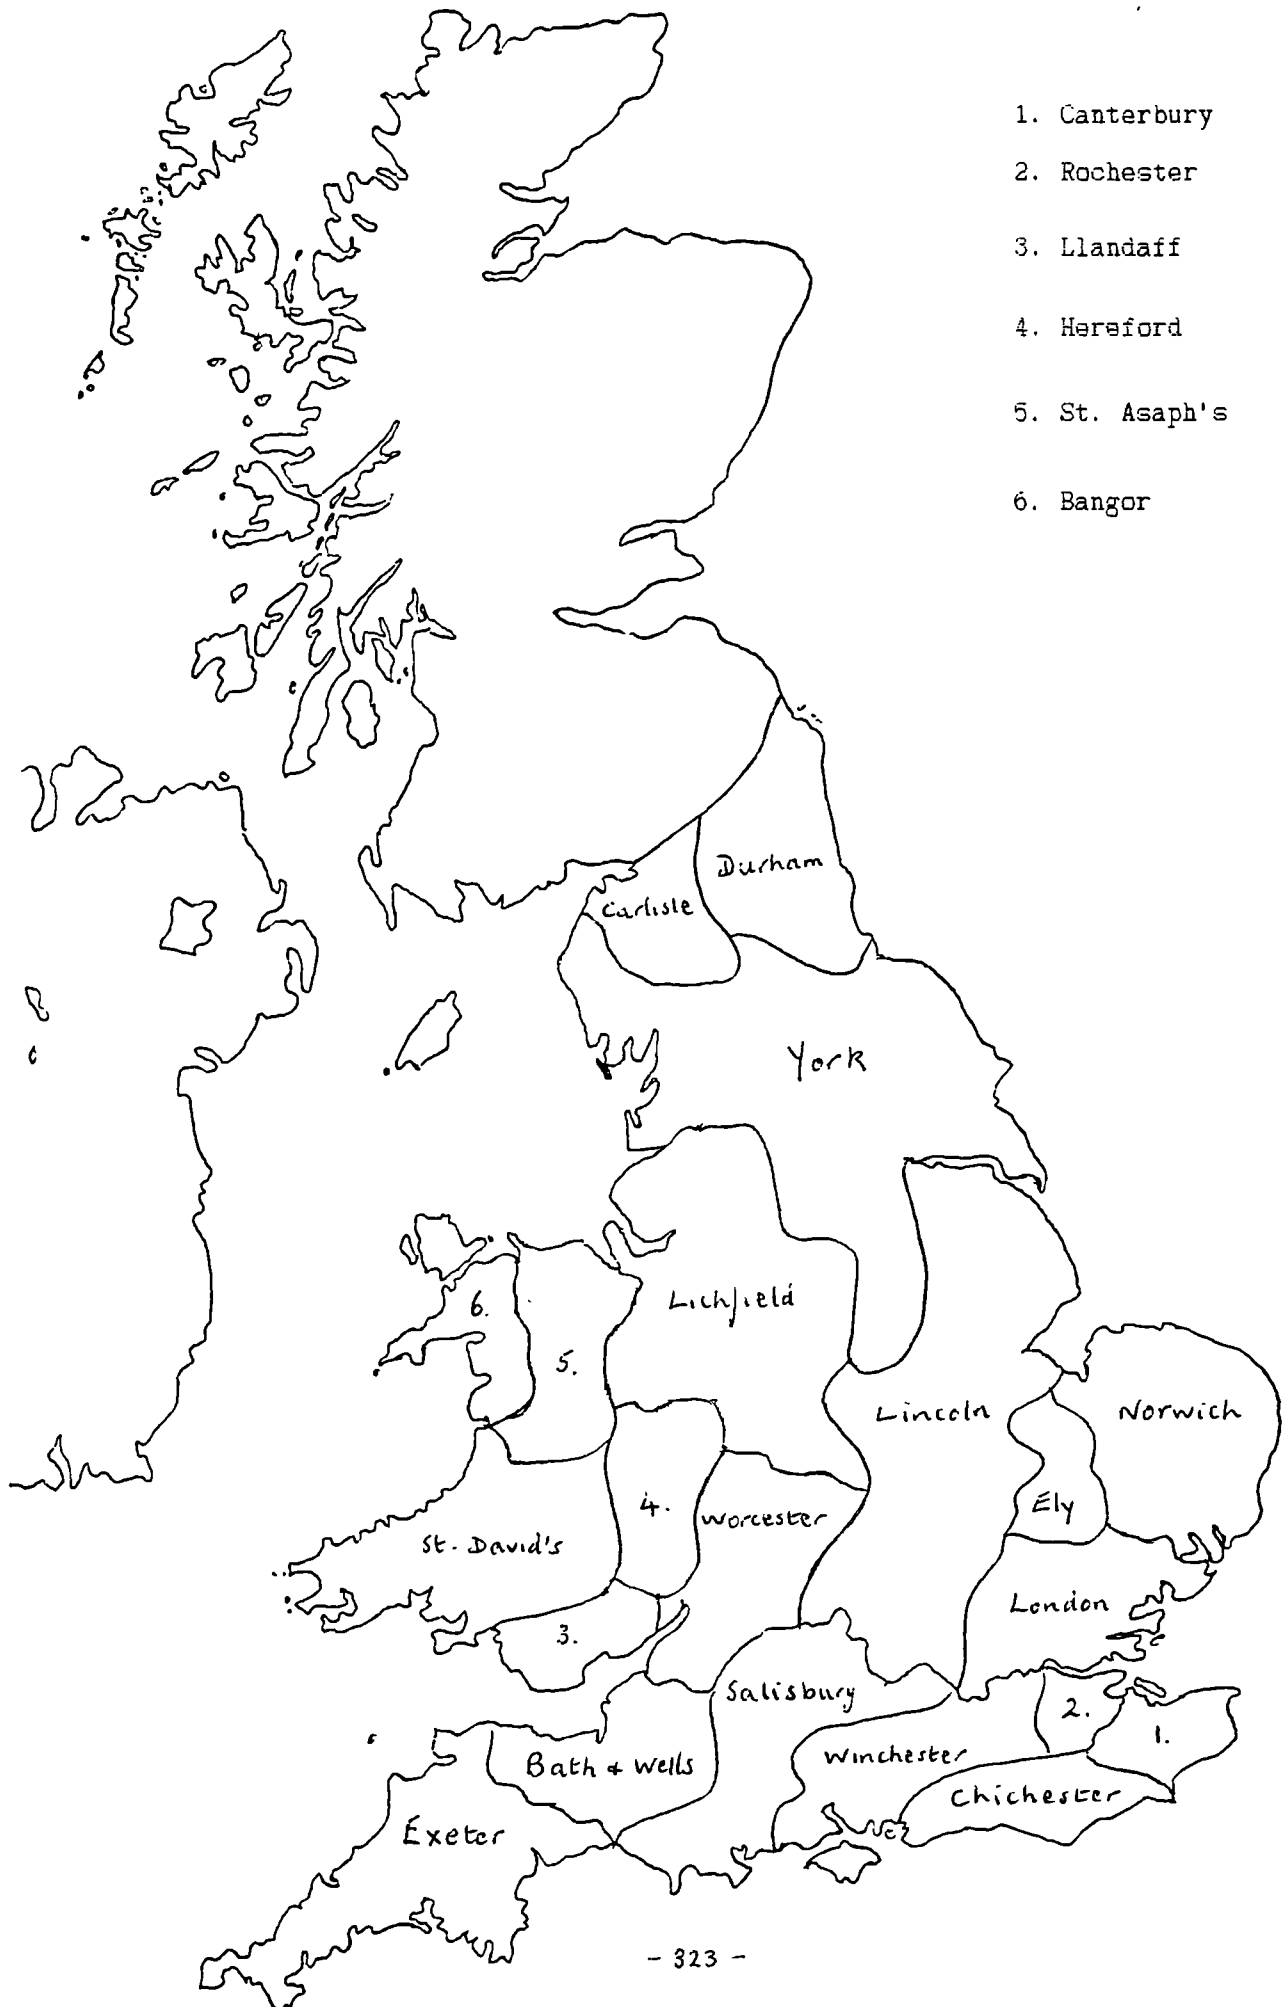 1. Canterbury
2. Rochester
3. Llandaff
4. Hereford
5. St. Asaph's
6. Bangor
Durham
Carlisle
York
Lichfield
6.
5.
Lincoln
Norwich
Ely
4.
Worcester
St. David's
London
3.
Salisbury
2.
1.
Winchester
Bath + Wells
Chichester
Exeter
- 323 -